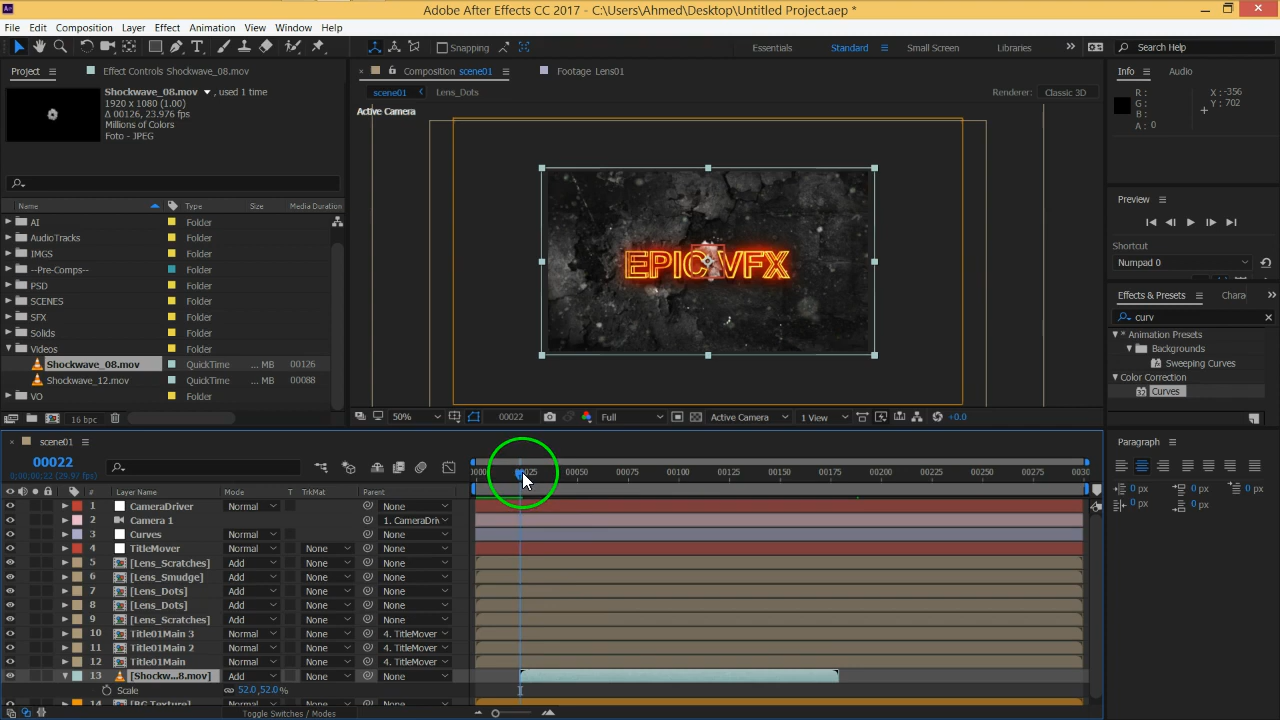 Adobe After Effects CC 2017 - C:\Users\Ahmed\Desktop\Untitled Project.aep *
File Edit Composition Layer Effect Animation View Window Help
Snapping Essentials Standard Small Screen Libraries Search Help
Project Effect Controls Shockwave_08.mov Composition scene01 Footage Lens01 Info Audio
Shockwave_08.mov , used 1 time
1920 x 1080 (1.00)
Δ 00126, 23.976 fps
Millions of Colors
Foto - JPEG
scene01 Lens_Dots Renderer: Classic 3D
Active Camera
R : X : -356
G : Y : 702
B :
A : 0
Name Type Size Media Duration
AI Folder
AudioTracks Folder
IMGS Folder
--Pre-Comps-- Folder
PSD Folder
SCENES Folder
SFX Folder
Solids Folder
Videos Folder
Shockwave_08.mov QuickTime ... MB 00126
Shockwave_12.mov QuickTime ... MB 00088
VO Folder
16 bpc
EPIC VFX
50% 00022 Full Active Camera 1 View +0.0
Preview
Shortcut
Numpad 0
Effects & Presets Chara
curv
* Animation Presets
Backgrounds
Sweeping Curves
Color Correction
Curves
Paragraph
0 px 0 px 0 px
0 px 0 px
scene01
00022
0;00;00;22 (29.97 fps)
0000 0025 00050 00075 00100 00125 00150 00175 00200 00225 00250 00275 0030
# Layer Name Mode T TrkMat Parent
1 CameraDriver Normal None
2 Camera 1 1. CameraDriv
3 Curves Normal None
4 TitleMover Normal None None
5 [Lens_Scratches] Add None None
6 [Lens_Smudge] Add None None
7 [Lens_Dots] Add None None
8 [Lens_Dots] Add None None
9 [Lens_Scratches] Add None None
10 Title01Main 3 Normal None 4. TitleMover
11 Title01Main 2 Normal None 4. TitleMover
12 Title01Main Add None 4. TitleMover
13 [Shockw...8.mov] Add None None
Scale 52.0,52.0%
14 [BG Texture] Normal None None
Toggle Switches / Modes